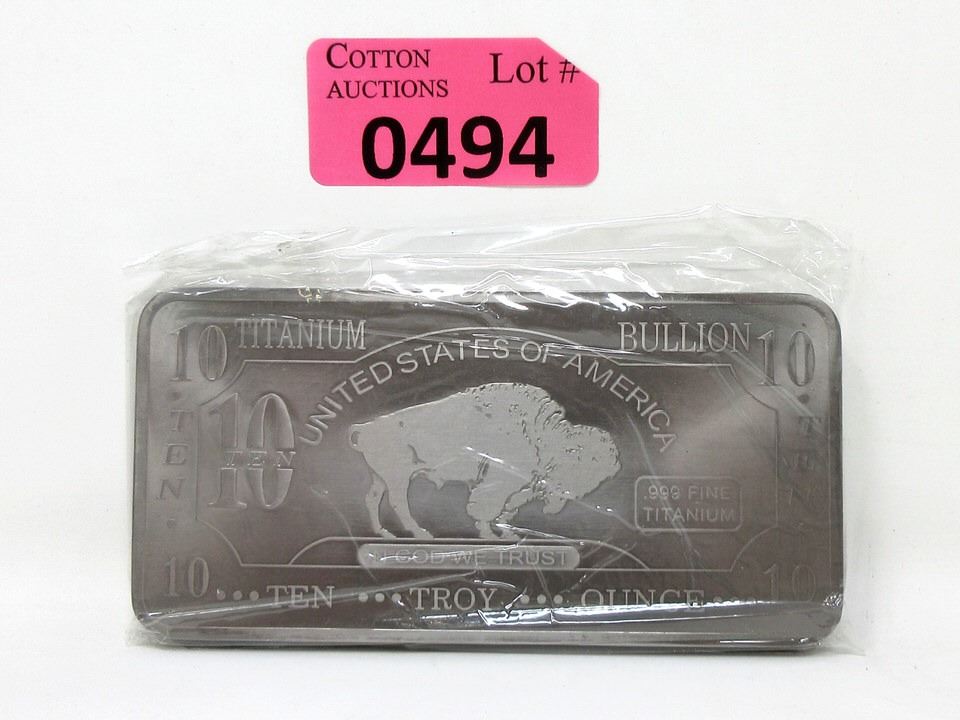 COTTON
AUCTIONS
Lot #
0494
10 TITANIUM BULLION 10
UNITED STATES OF AMERICA
TEN
10
TEN
TEN
.999 FINE
TITANIUM
IN GOD WE TRUST
10 TEN TROY OUNCE 10